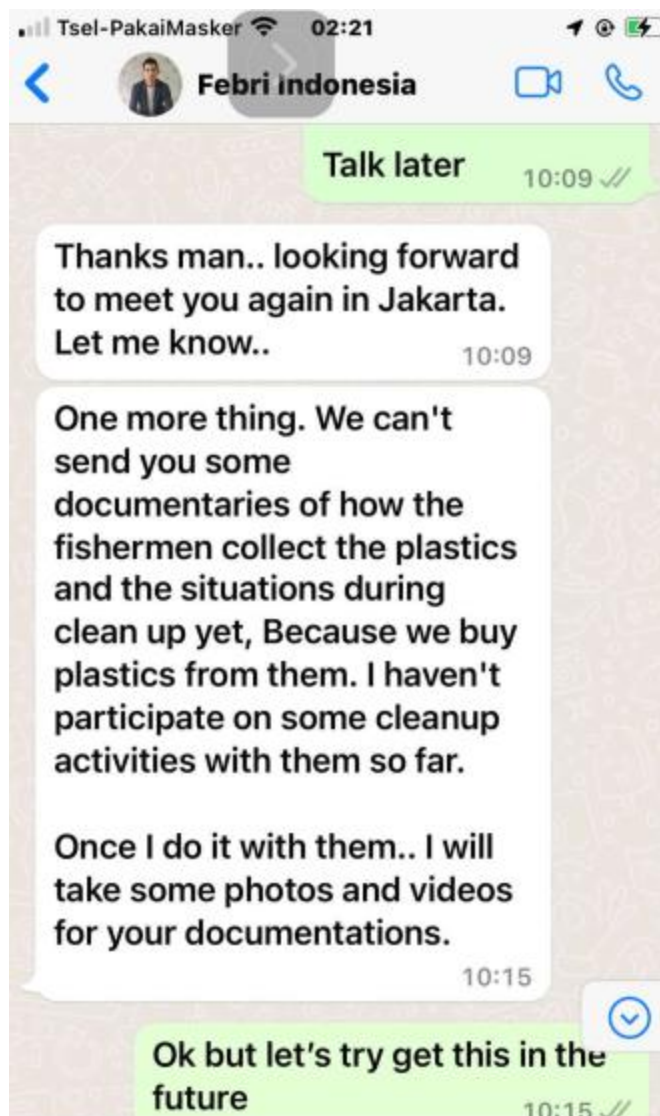 Tsel-PakaiMasker 02:21
Febri Indonesia
Talk later
10:09
Thanks man.. looking forward
to meet you again in Jakarta.
Let me know..
10:09
One more thing. We can't
send you some
documentaries of how the
fishermen collect the plastics
and the situations during
clean up yet, Because we buy
plastics from them. I haven't
participate on some cleanup
activities with them so far.
Once I do it with them.. I will
take some photos and videos
for your documentations.
10:15
Ok but let’s try get this in the
future
10:15